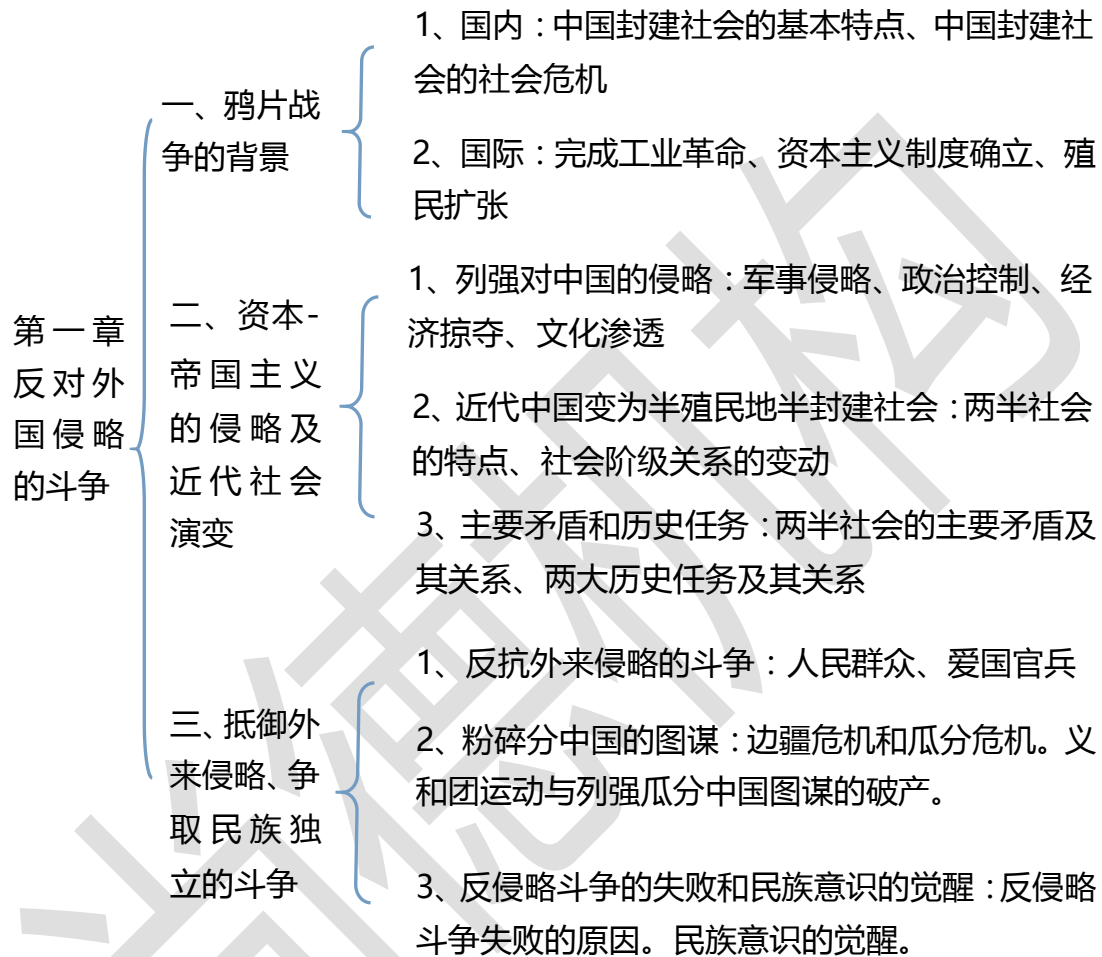 第一章
反对外
国侵略
的斗争
一、鸦片战
争的背景
1、国内：中国封建社会的基本特点、中国封建社
会的社会危机
2、国际：完成工业革命、资本主义制度确立、殖
民扩张
二、资本-
帝国主义
的侵略及
近代社会
演变
1、列强对中国的侵略：军事侵略、政治控制、经
济掠夺、文化渗透
2、近代中国变为半殖民地半封建社会：两半社会
的特点、社会阶级关系的变动
3、主要矛盾和历史任务：两半社会的主要矛盾及
其关系、两大历史任务及其关系
三、抵御外
来侵略、争
取民族独
立的斗争
1、反抗外来侵略的斗争：人民群众、爱国官兵
2、粉碎分中国的图谋：边疆危机和瓜分危机。义
和团运动与列强瓜分中国图谋的破产。
3、反侵略斗争的失败和民族意识的觉醒：反侵略
斗争失败的原因。民族意识的觉醒。
德机构